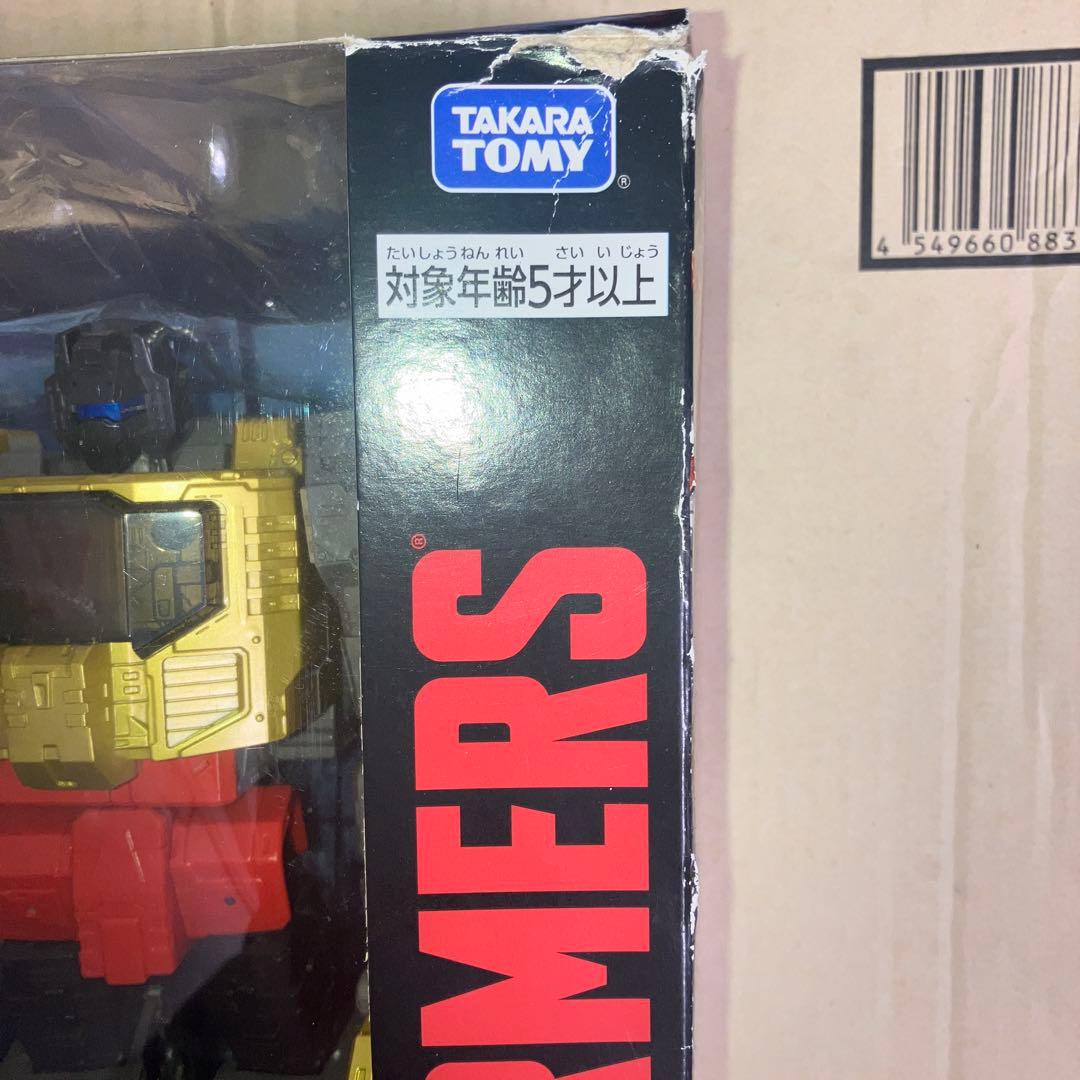 TAKARA
TOMY
®
たいしょうねんれい さいいじょう
対象年齢5才以上
®
RMERS
4 549660 883